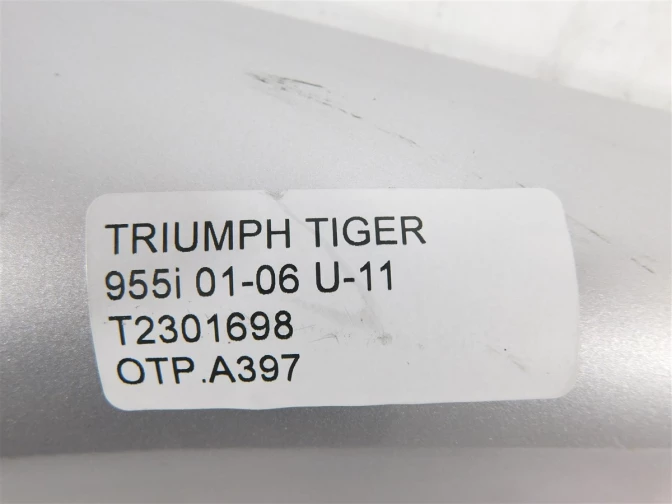 TRIUMPH TIGER
955i 01-06 U-11
T2301698
OTP.A397